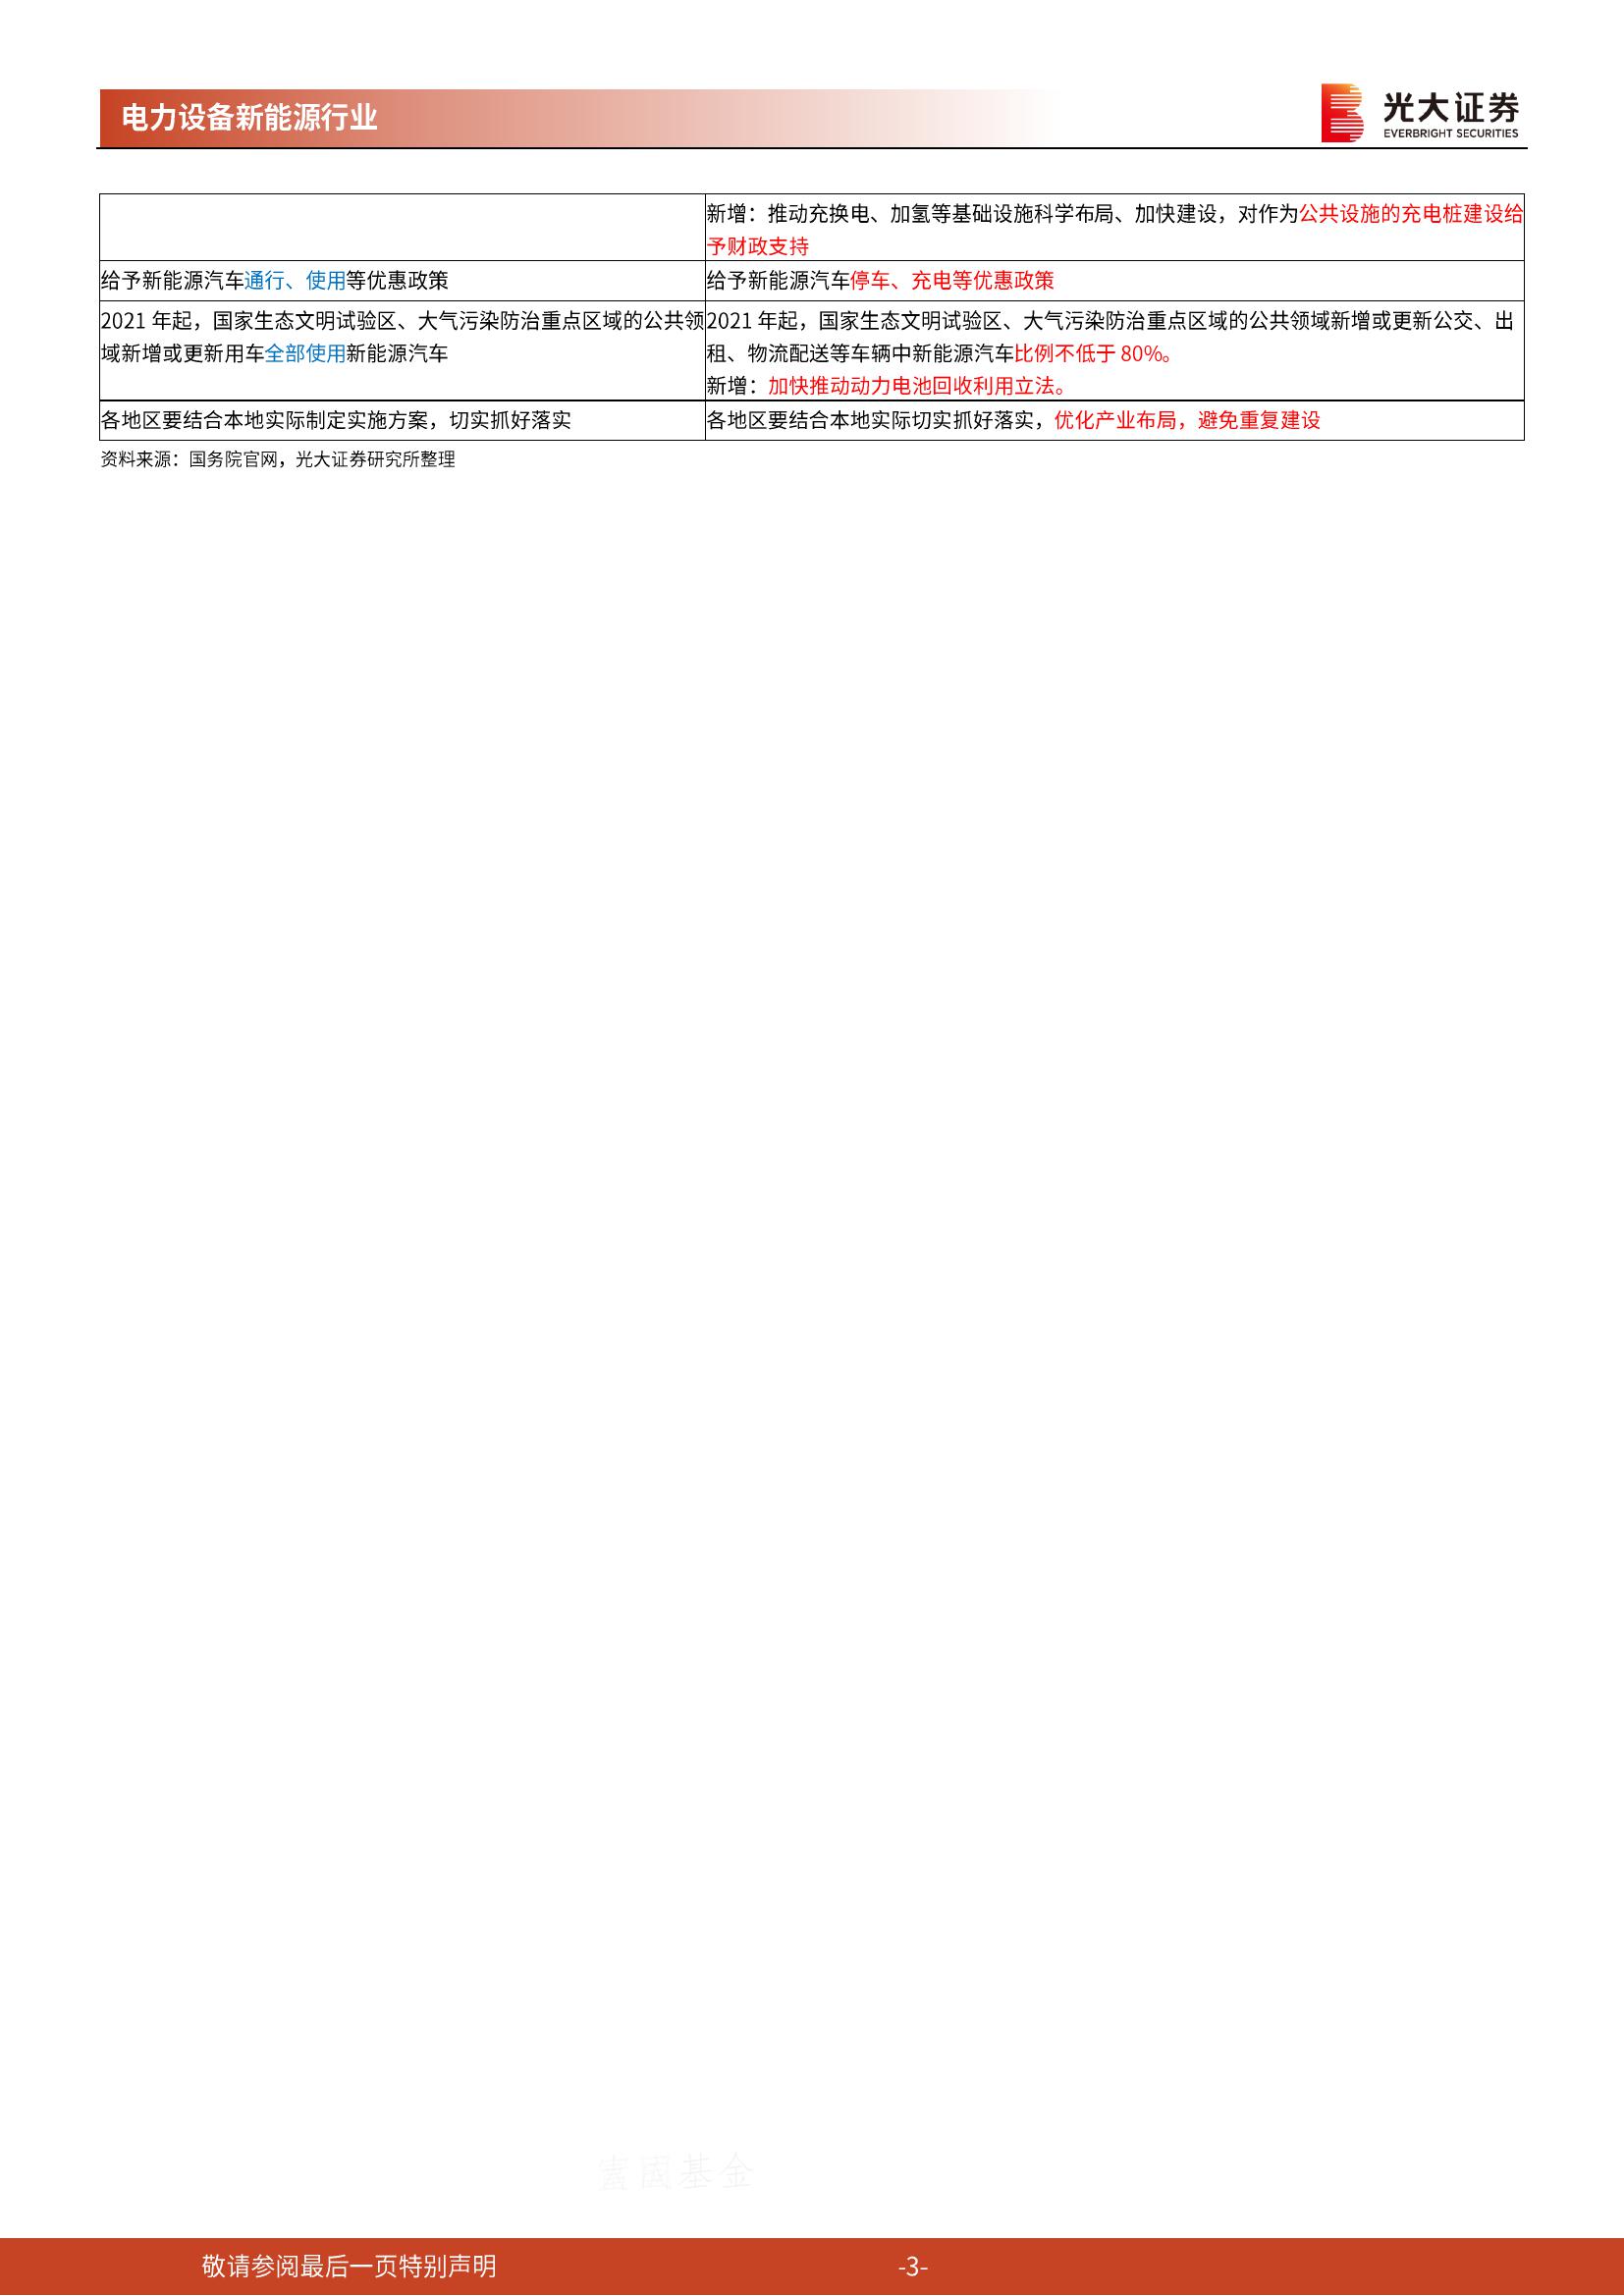 电力设备新能源行业
光大证券
EVERBRIGHT SECURITIES
新增：推动充换电、加氢等基础设施科学布局、加快建设，对作为公共设施的充电桩建设给
予财政支持
给予新能源汽车通行、使用等优惠政策
给予新能源汽车停车、充电等优惠政策
2021 年起，国家生态文明试验区、大气污染防治重点区域的公共领
域新增或更新用车全部使用新能源汽车
2021 年起，国家生态文明试验区、大气污染防治重点区域的公共领域新增或更新公交、出
租、物流配送等车辆中新能源汽车比例不低于 80%。
新增：加快推动动力电池回收利用立法。
各地区要结合本地实际制定实施方案，切实抓好落实
各地区要结合本地实际切实抓好落实，优化产业布局，避免重复建设
资料来源：国务院官网，光大证券研究所整理
富國基金
敬请参阅最后一页特别声明
-3-